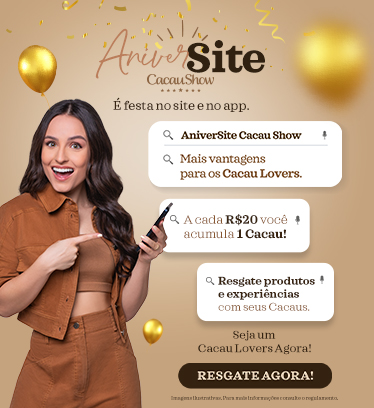 AniverSite
CacauShow
É festa no site e no app.
AniverSite Cacau Show
Mais vantagens
para os Cacau Lovers.
A cada R$20 você
acumula 1 Cacau!
Resgate produtos
e experiências
com seus Cacaus.
Seja um
Cacau Lovers Agora!
RESGATE AGORA!
Imagens ilustrativas. Para mais informações consulte o regulamento.